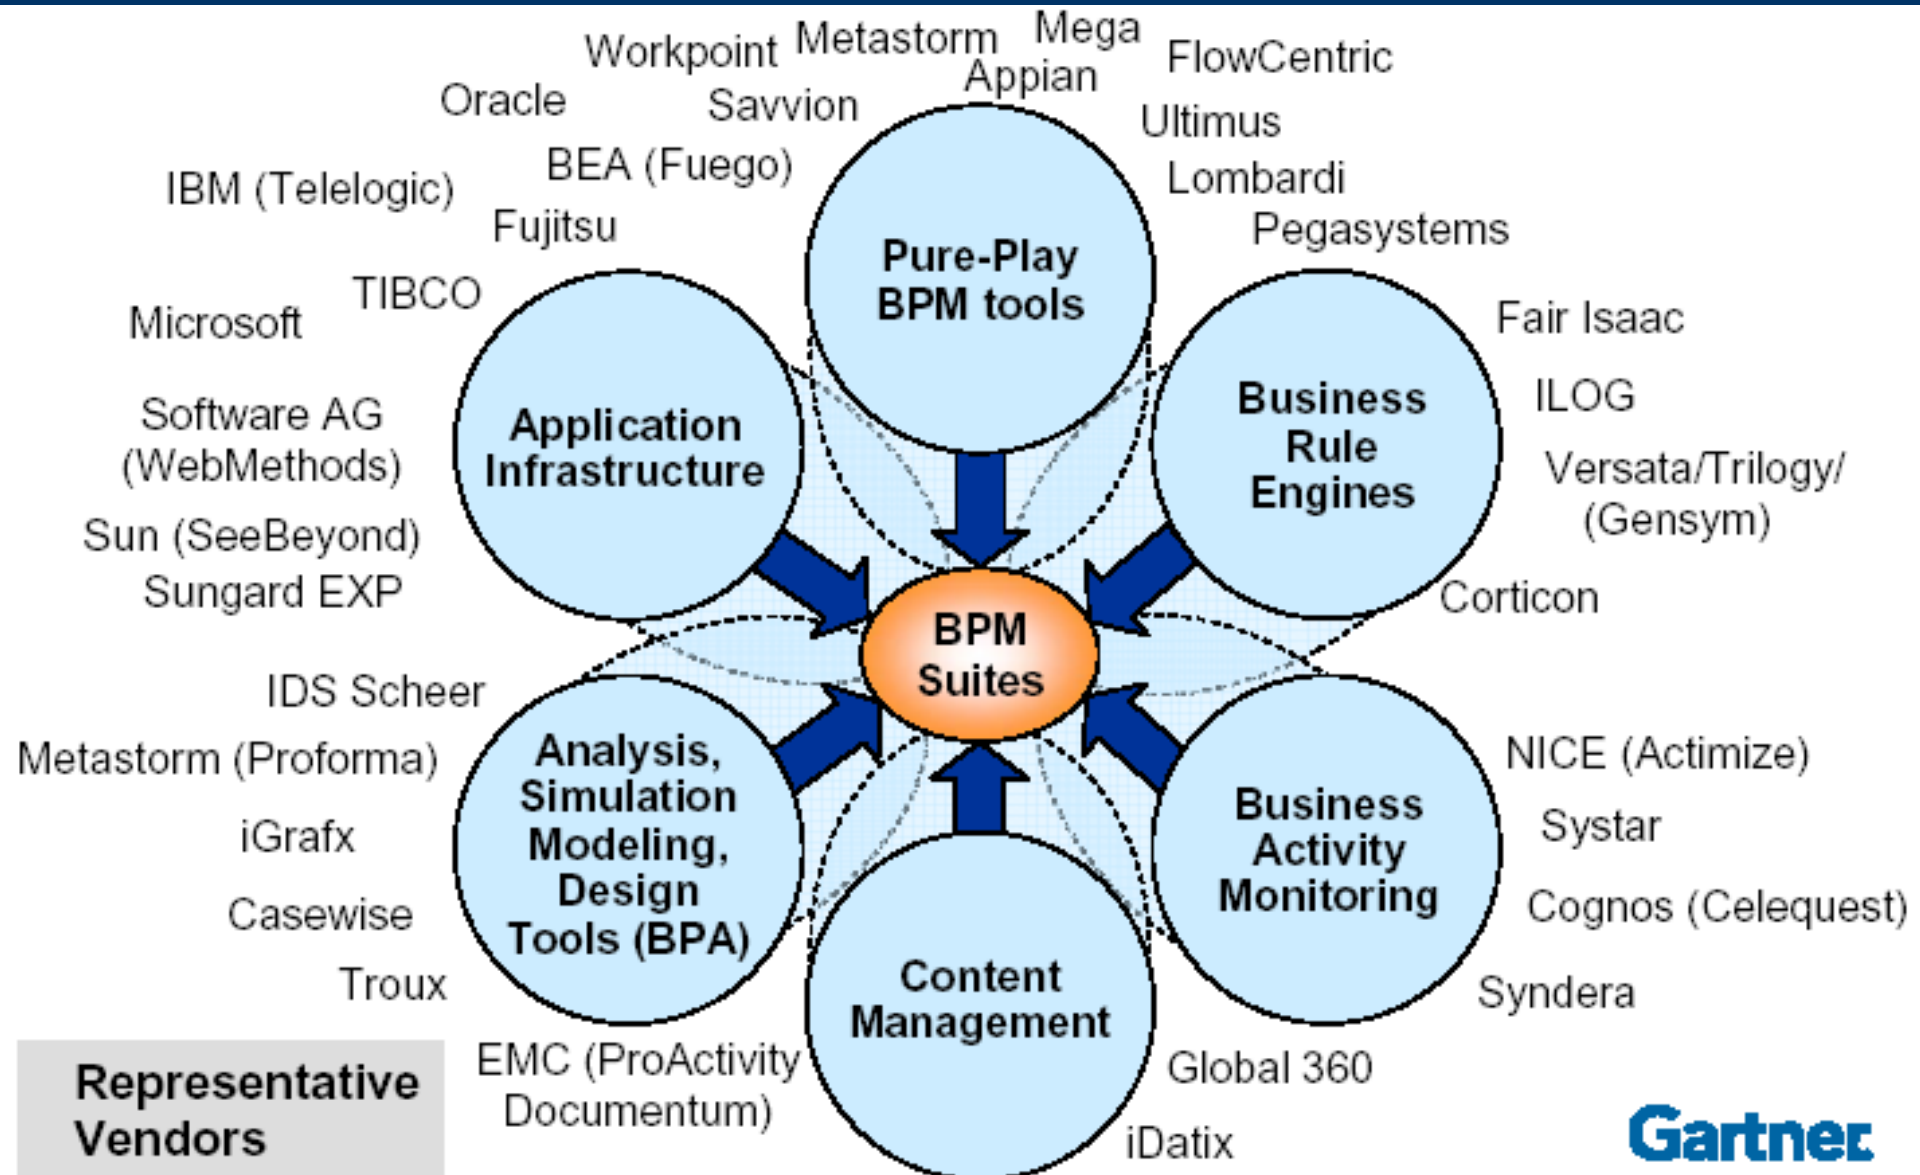 Mega
Workpoint
Metastorm
FlowCentric
Appian
Oracle
Savvion
Ultimus
BEA (Fuego)
Lombardi
IBM (Telelogic)
Fujitsu
Pegasystems
Pure-Play
BPM tools
TIBCO
Microsoft
Fair Isaac
Application
Infrastructure
Business
Rule
Engines
ILOG
Software AG
(WebMethods)
Versata/Trilogy/
(Gensym)
Sun (SeeBeyond)
Sungard EXP
Corticon
BPM
Suites
IDS Scheer
Metastorm (Proforma)
iGrafx
Casewise
Troux
Analysis,
Simulation
Modeling,
Design
Tools (BPA)
Business
Activity
Monitoring
NICE (Actimize)
Systar
Cognos (Celequest)
Syndera
Content
Management
EMC (ProActivity
Documentum)
Global 360
iDatix
Representative
Vendors
Gartner